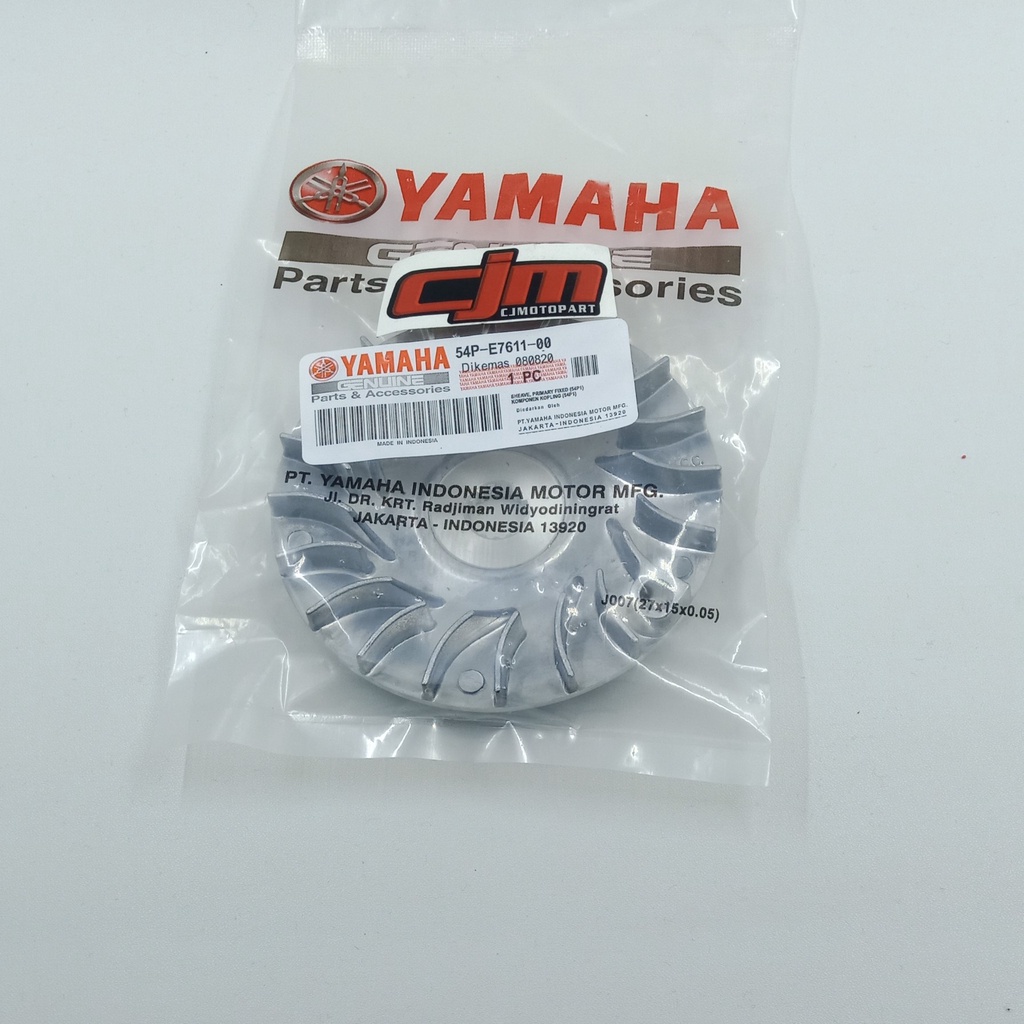 YAMAHA
GENUINE
Parts & Accessories
cjm
CJMOTOPART
YAMAHA
GENUINE
Parts & Accessories
54P-E7611-00
Dikemas 080820
1 PC
SHEAVE, PRIMARY FIXED (54P1)
KOMPONEN KOPLING (54P1)
Diedarkan Oleh
PT.YAMAHA INDONESIA MOTOR MFG.
JAKARTA-INDONESIA 13920
MADE IN INDONESIA
PT. YAMAHA INDONESIA MOTOR MFG.
Jl. DR. KRT. Radjiman Widyodiningrat
JAKARTA - INDONESIA 13920
J007(27x15x0.05)